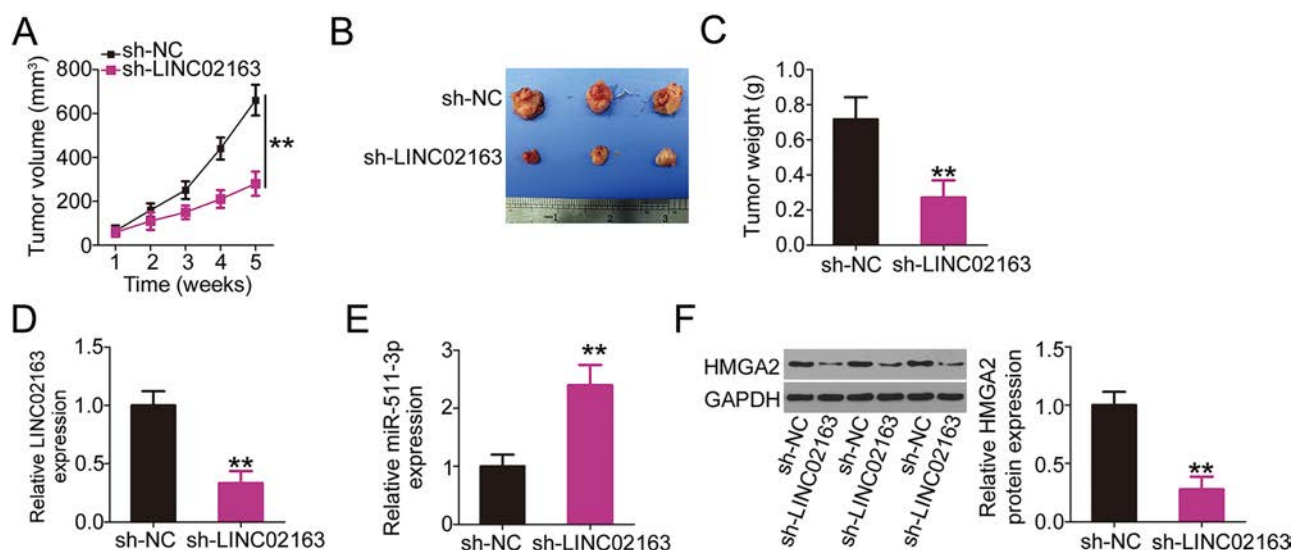 A
sh-NC
sh-LINC02163
Tumor volume (mm³)
800
600
400
200
0
**
1 2 3 4 5
Time (weeks)
B
sh-NC
sh-LINC02163
1 2 3
C
Tumor weight (g)
1.0
0.8
0.6
0.4
0.2
0.0
**
sh-NC sh-LINC02163
D
Relative LINC02163
expression
1.5
1.0
0.5
0.0
**
sh-NC sh-LINC02163
E
Relative miR-511-3p
expression
3
2
1
0
**
sh-NC sh-LINC02163
F
HMGA2
GAPDH
sh-NC
sh-LINC02163
sh-NC
sh-LINC02163
sh-NC
sh-LINC02163
Relative HMGA2
protein expression
1.5
1.0
0.5
0.0
**
sh-NC sh-LINC02163